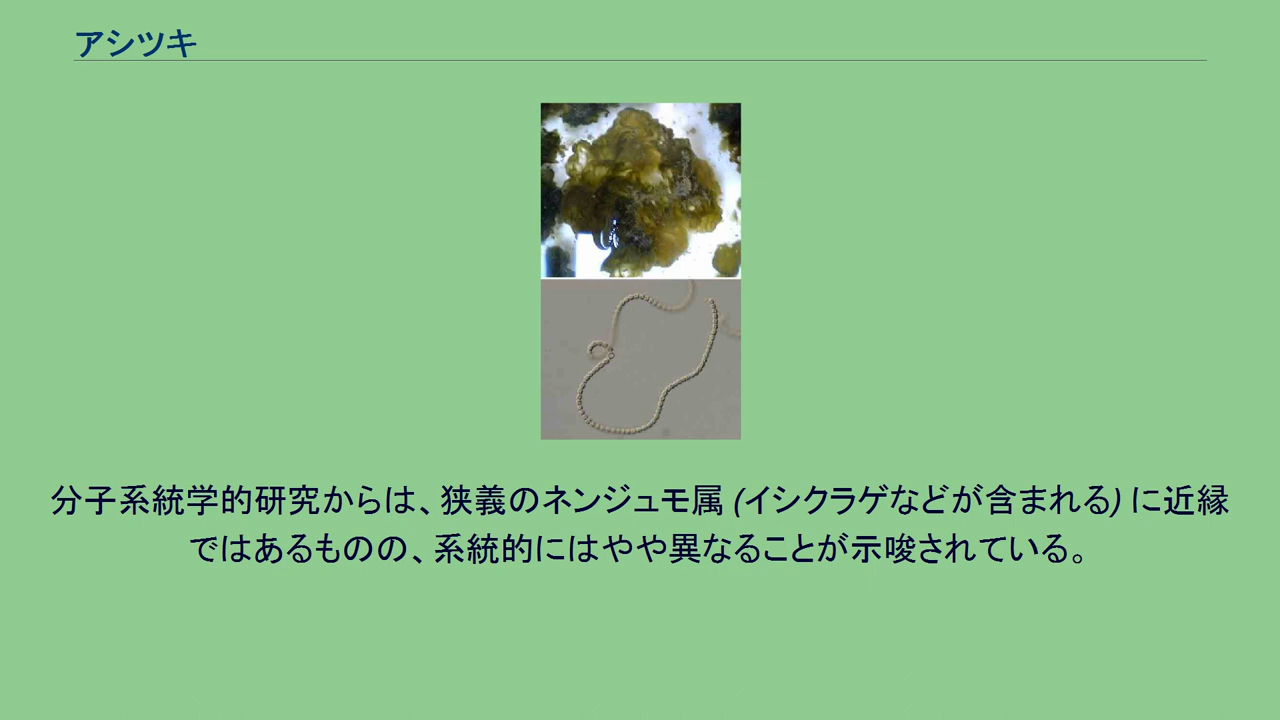 アシツキ
分子系統学的研究からは、狭義のネンジュモ属 (イシクラゲなどが含まれる) に近縁
ではあるものの、系統的にはやや異なることが示唆されている。